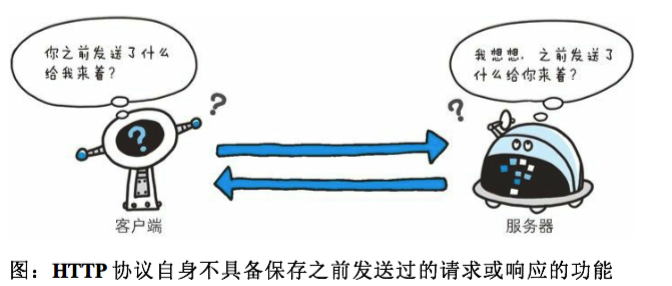 你之前发送了什么
给我来着?
我想想，之前发送了
什么给你来着?
?
?
?
客户端
服务器
图：HTTP 协议自身不具备保存之前发送过的请求或响应的功能